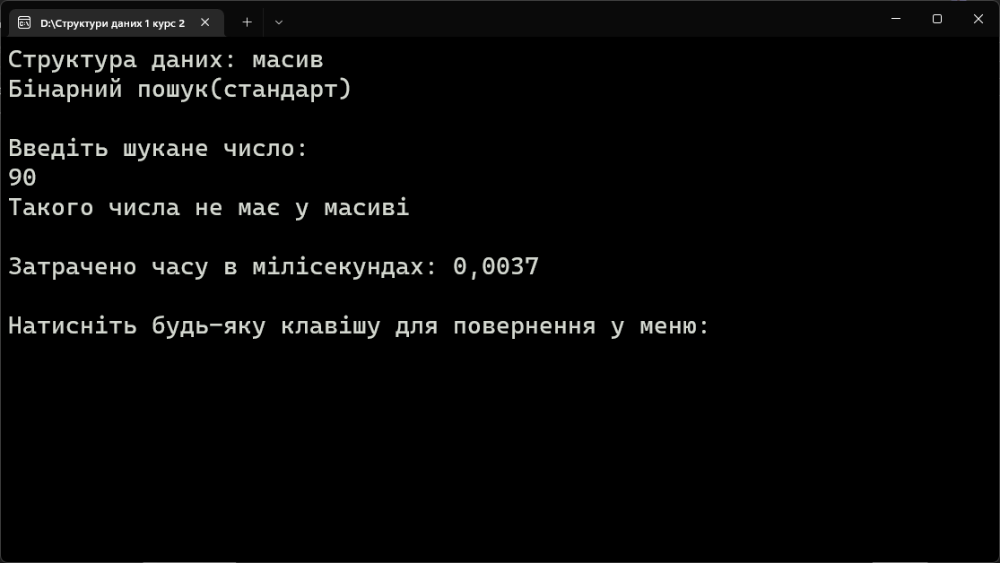 D:\Структури даних 1 курс 2
Структура даних: масив
Бінарний пошук(стандарт)
Введіть шукане число:
90
Такого числа не має у масиві
Затрачено часу в мілісекундах: 0,0037
Натисніть будь-яку клавішу для повернення у меню: